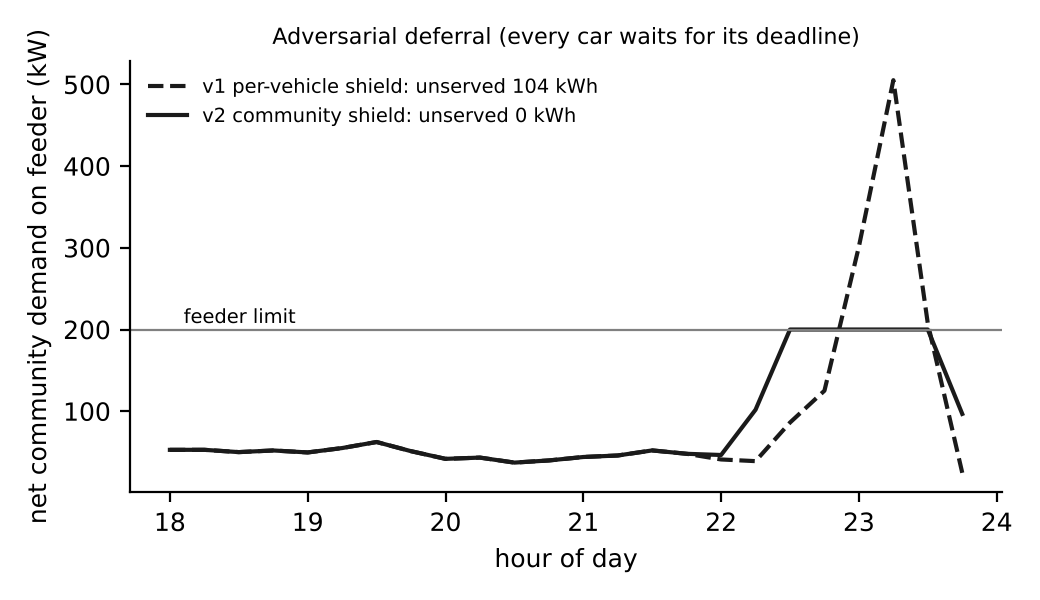 Adversarial deferral (every car waits for its deadline)
net community demand on feeder (kW)
500
400
300
200
100
v1 per-vehicle shield: unserved 104 kWh
v2 community shield: unserved 0 kWh
feeder limit
18 19 20 21 22 23 24
hour of day